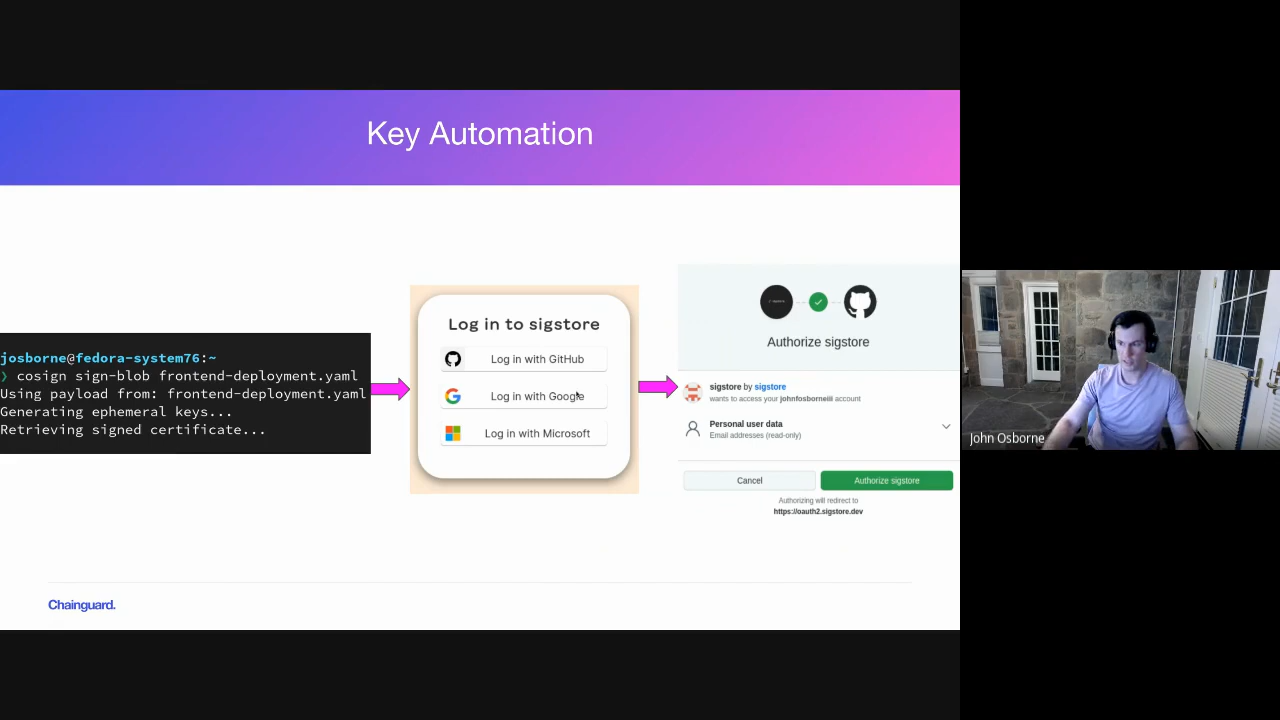 Key Automation
josborne@fedora-system76:~
❯ cosign sign-blob frontend-deployment.yaml
Using payload from: frontend-deployment.yaml
Generating ephemeral keys...
Retrieving signed certificate...
Log in to sigstore
Log in with GitHub
Log in with Google
Log in with Microsoft
Authorize sigstore
sigstore by sigstore
wants to access your johnfosborneiii account
Personal user data
Email addresses (read-only)
Cancel
Authorize sigstore
Authorizing will redirect to
https://oauth2.sigstore.dev
Chainguard.
John Osborne